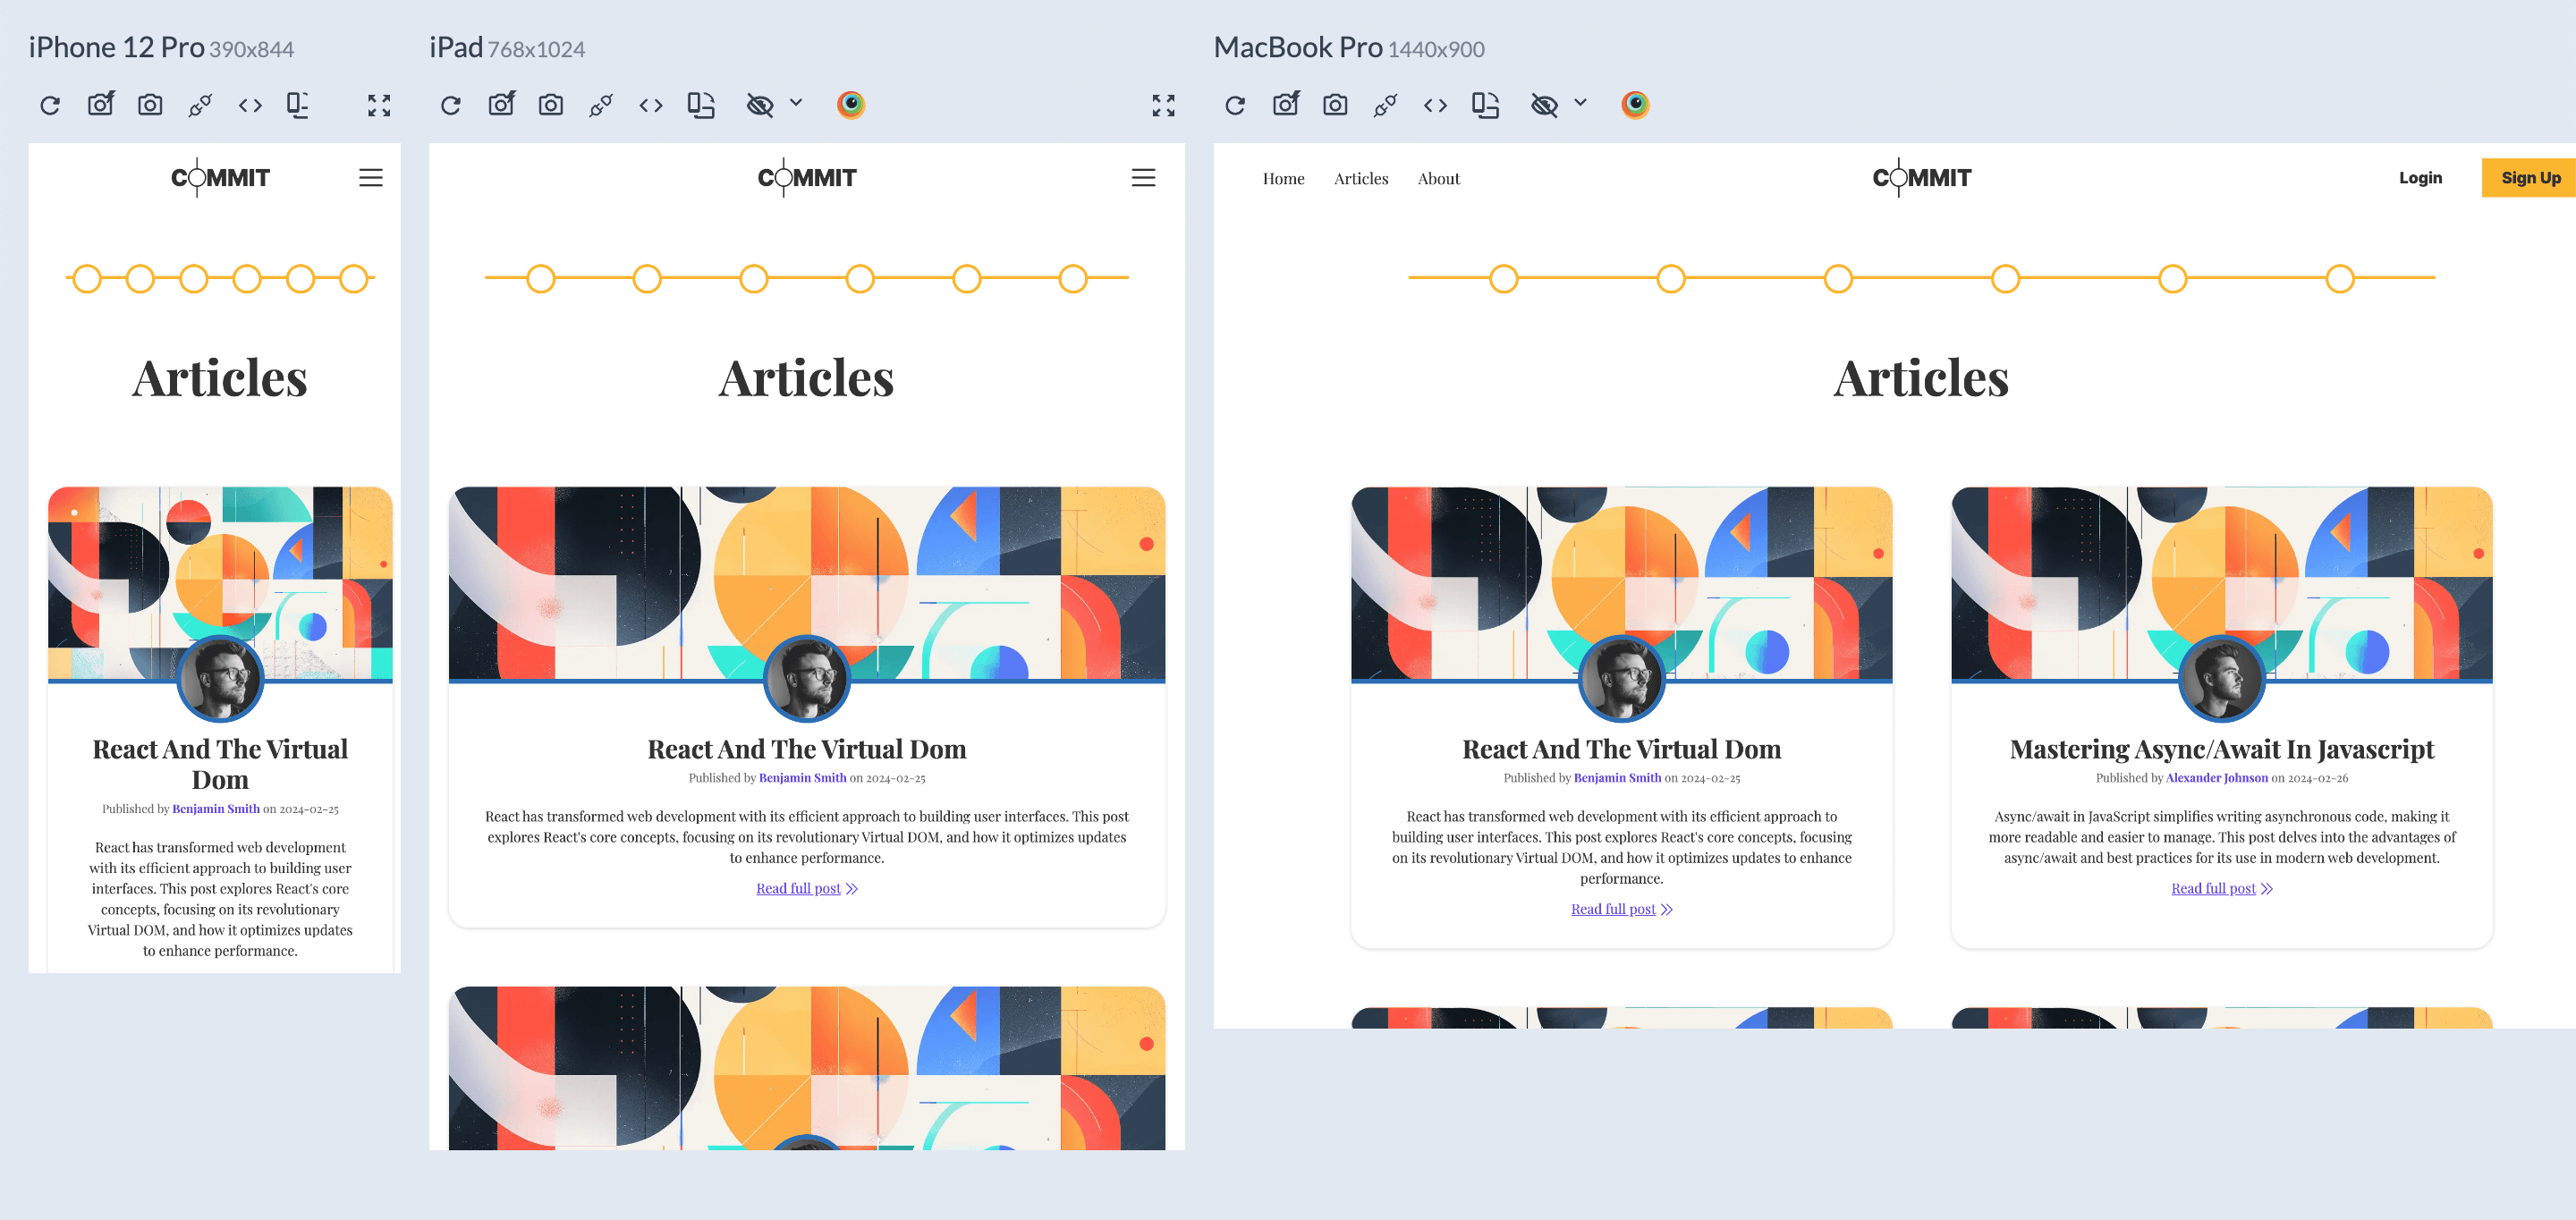 iPhone 12 Pro 390x844
COMMIT
Articles
React And The Virtual
Dom
Published by Benjamin Smith on 2024-02-25
React has transformed web development
with its efficient approach to building user
interfaces. This post explores React's core
concepts, focusing on its revolutionary
Virtual DOM, and how it optimizes updates
to enhance performance.
iPad 768x1024
COMMIT
Articles
React And The Virtual Dom
Published by Benjamin Smith on 2024-02-25
React has transformed web development with its efficient approach to building user interfaces. This post
explores React's core concepts, focusing on its revolutionary Virtual DOM, and how it optimizes updates
to enhance performance.
Read full post
MacBook Pro 1440x900
Home Articles About
COMMIT
Login
Sign Up
Articles
React And The Virtual Dom
Published by Benjamin Smith on 2024-02-25
React has transformed web development with its efficient approach to
building user interfaces. This post explores React's core concepts, focusing
on its revolutionary Virtual DOM, and how it optimizes updates to enhance
performance.
Read full post
Mastering Async/Await In Javascript
Published by Alexander Johnson on 2024-02-26
Async/await in JavaScript simplifies writing asynchronous code, making it
more readable and easier to manage. This post delves into the advantages of
async/await and best practices for its use in modern web development.
Read full post